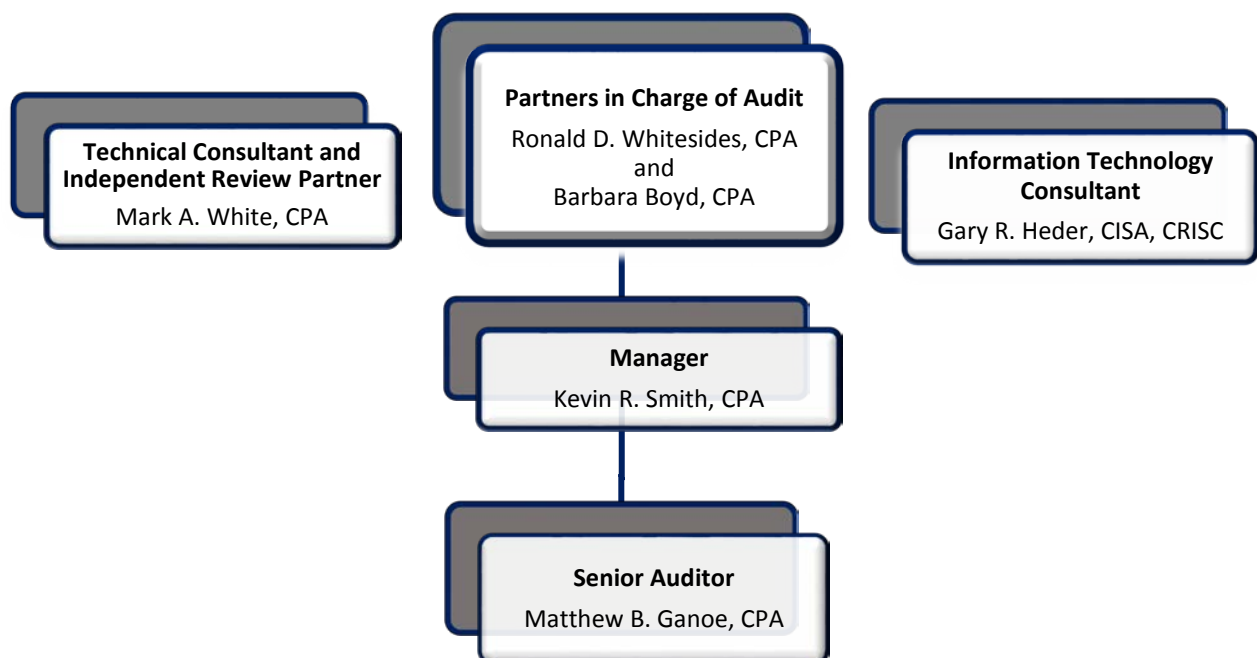 Partners in Charge of Audit
Ronald D. Whitesides, CPA
and
Barbara Boyd, CPA
Technical Consultant and
Independent Review Partner
Mark A. White, CPA
Information Technology
Consultant
Gary R. Heder, CISA, CRISC
Manager
Kevin R. Smith, CPA
Senior Auditor
Matthew B. Ganoe, CPA